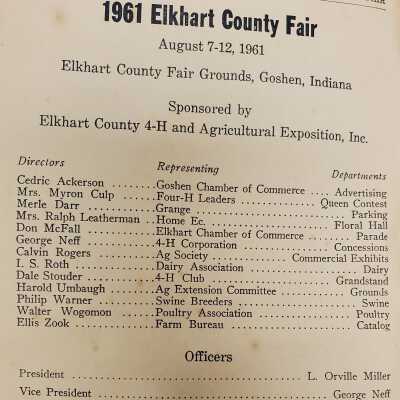 1961 Elkhart County Fair
August 7-12, 1961
Elkhart County Fair Grounds, Goshen, Indiana
Sponsored by
Elkhart County 4-H and Agricultural Exposition, Inc.
Directors Representing Departments
Cedric Ackerson ........ Goshen Chamber of Commerce .... Advertising
Mrs. Myron Culp ........ Four-H Leaders ........ Queen Contest
Merle Darr ........ Grange ........ Parking
Mrs. Ralph Leatherman .. Home Ec. ........ Floral Hall
Don McFall ........ Elkhart Chamber of Commerce ........ Parade
George Neff ........ 4-H Corporation ........ Concessions
Calvin Rogers ........ Ag Society ........ Commercial Exhibits
I. S. Roth ........ Dairy Association ........ Dairy
Dale Stouder ........ 4-H Club ........ Grandstand
Harold Umbaugh ........ Ag Extension Committee ........ Grounds
Philip Warner ........ Swine Breeders ........ Swine
Walter Wogomon ........ Poultry Association ........ Poultry
Ellis Zook ........ Farm Bureau ........ Catalog
Officers
President ........ L. Orville Miller
Vice President ........ George Neff